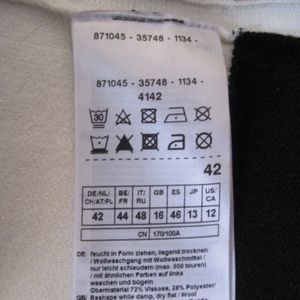 871045 - 35748 - 1134 -
871045 - 35748 - 1134 -
4142
30
42
DE/NL/ CH/AT/PL BE/ FR IT/ RU GB ES JP US/ CA
42 44 48 16 46 13 12
CN 170/100A
DE: feucht in Form ziehen, liegend trocknen
/ Wollwaschgang mit Wollwaschmittel /
nur leicht schleudern (max. 500 touren) /
mit ähnlichen Farben auf links
waschen und bügeln
Obermaterial 72% Viskose, 28% Polyester
GB: Reshape while damp, dry flat / Wool